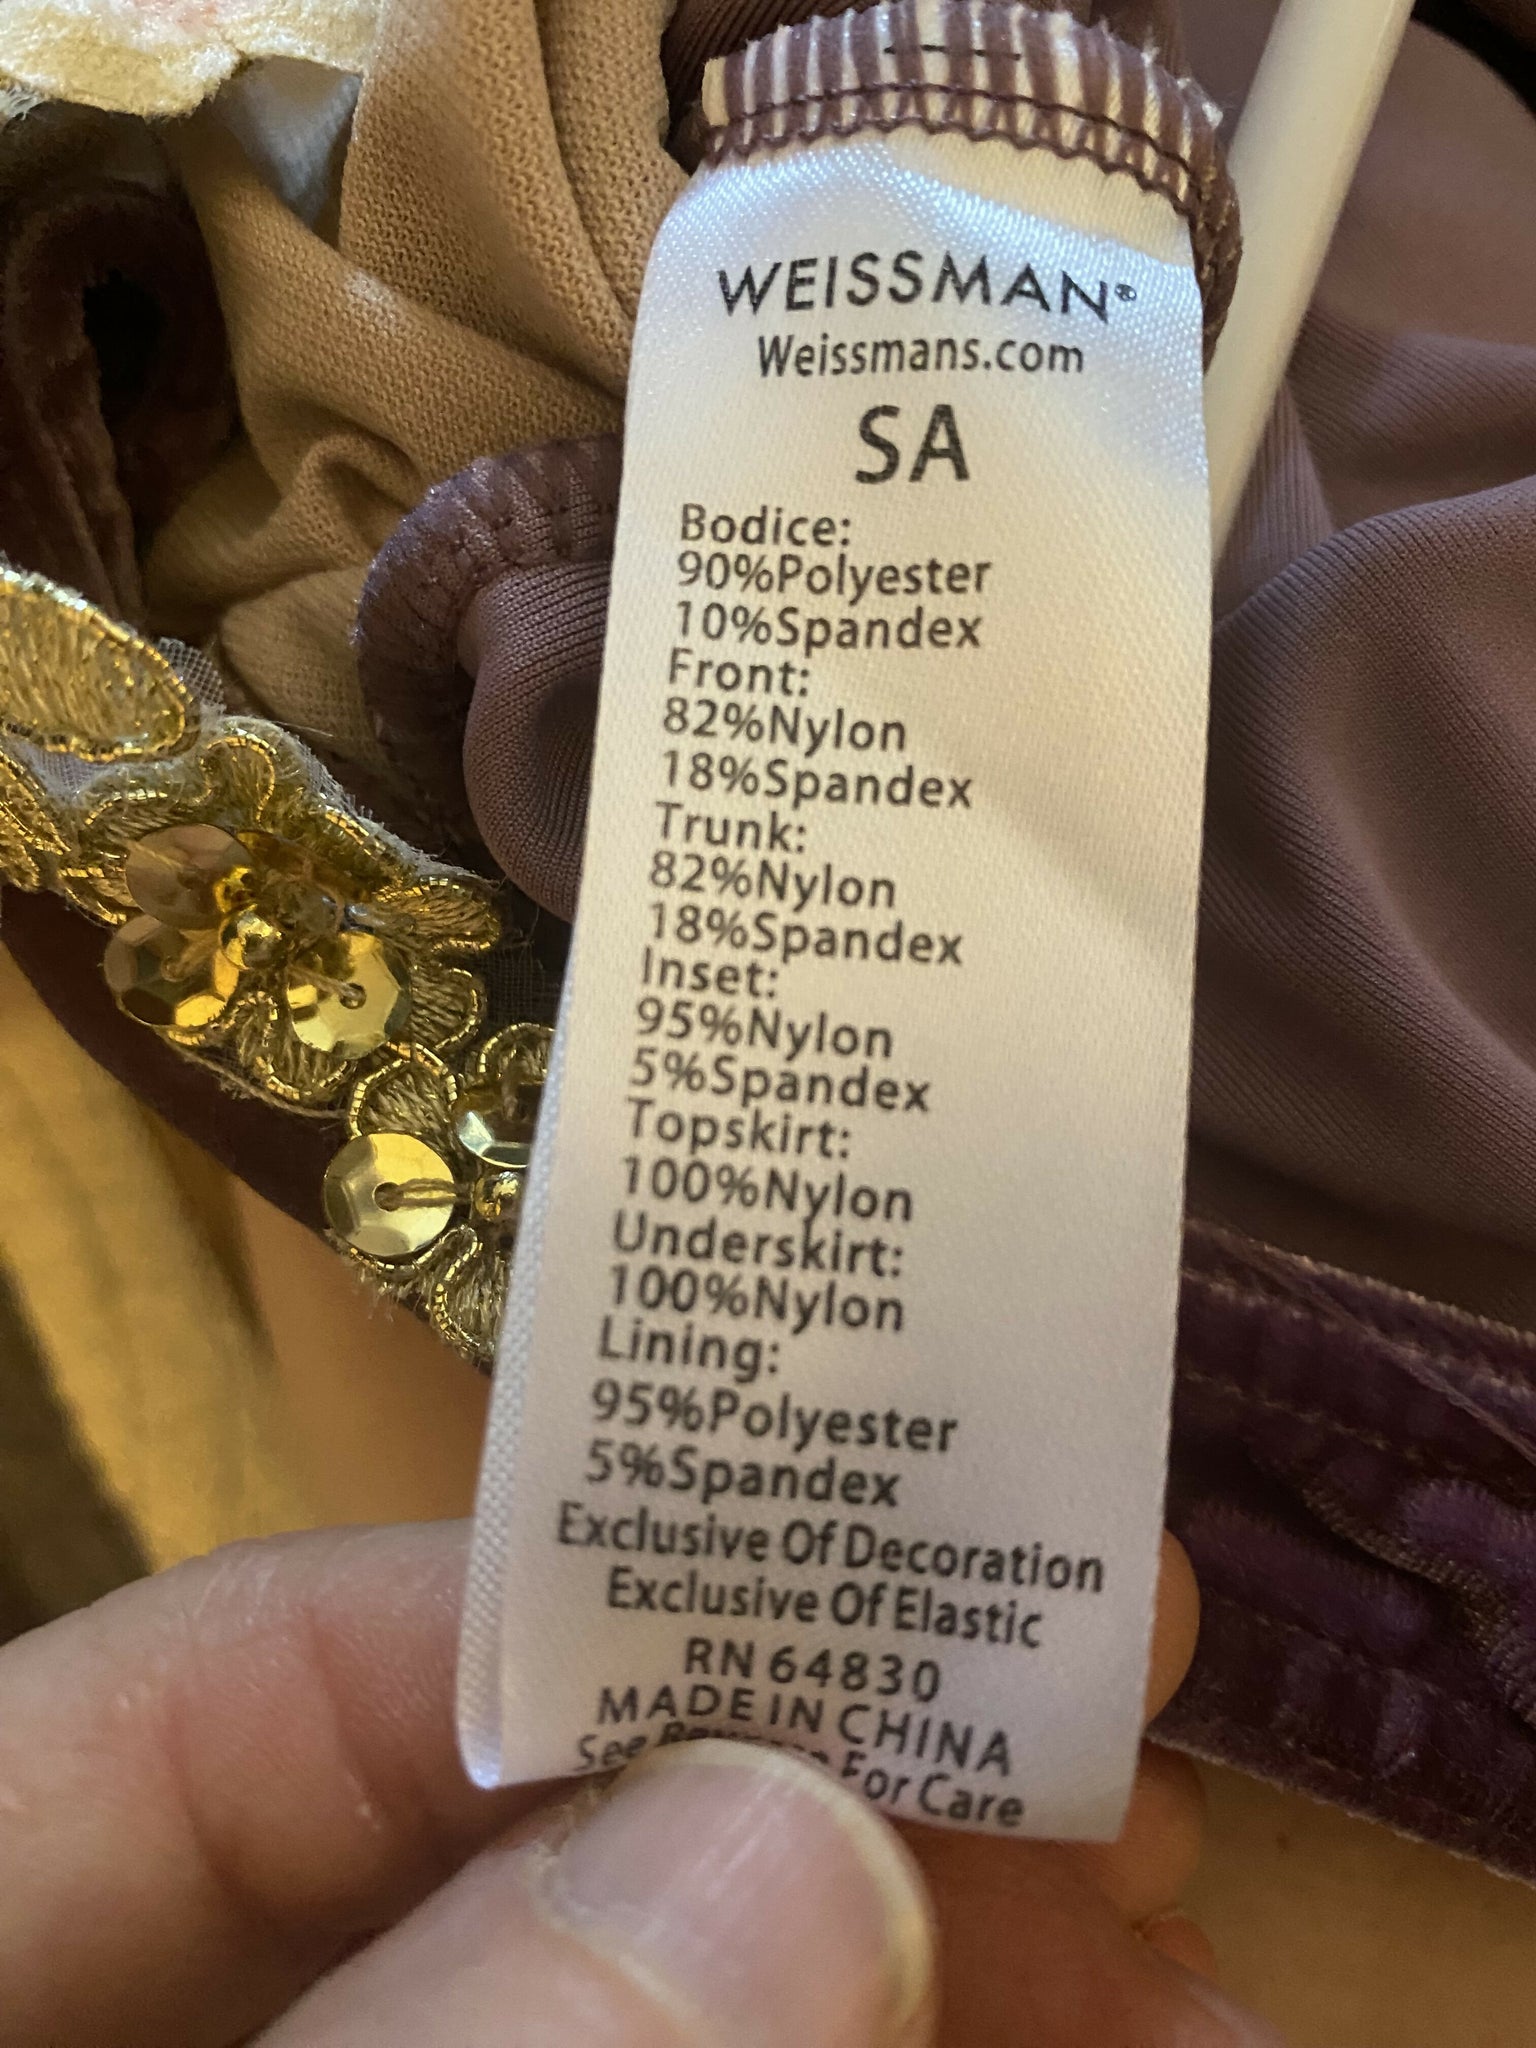 WEISSMAN®
Weissmans.com
SA
Bodice:
90%Polyester
10%Spandex
Front:
82%Nylon
18%Spandex
Trunk:
82%Nylon
18%Spandex
Inset:
95%Nylon
5%Spandex
Topskirt:
100%Nylon
Underskirt:
100%Nylon
Lining:
95%Polyester
5%Spandex
Exclusive Of Decoration
Exclusive Of Elastic
RN 64830
MADE IN CHINA
See For Care